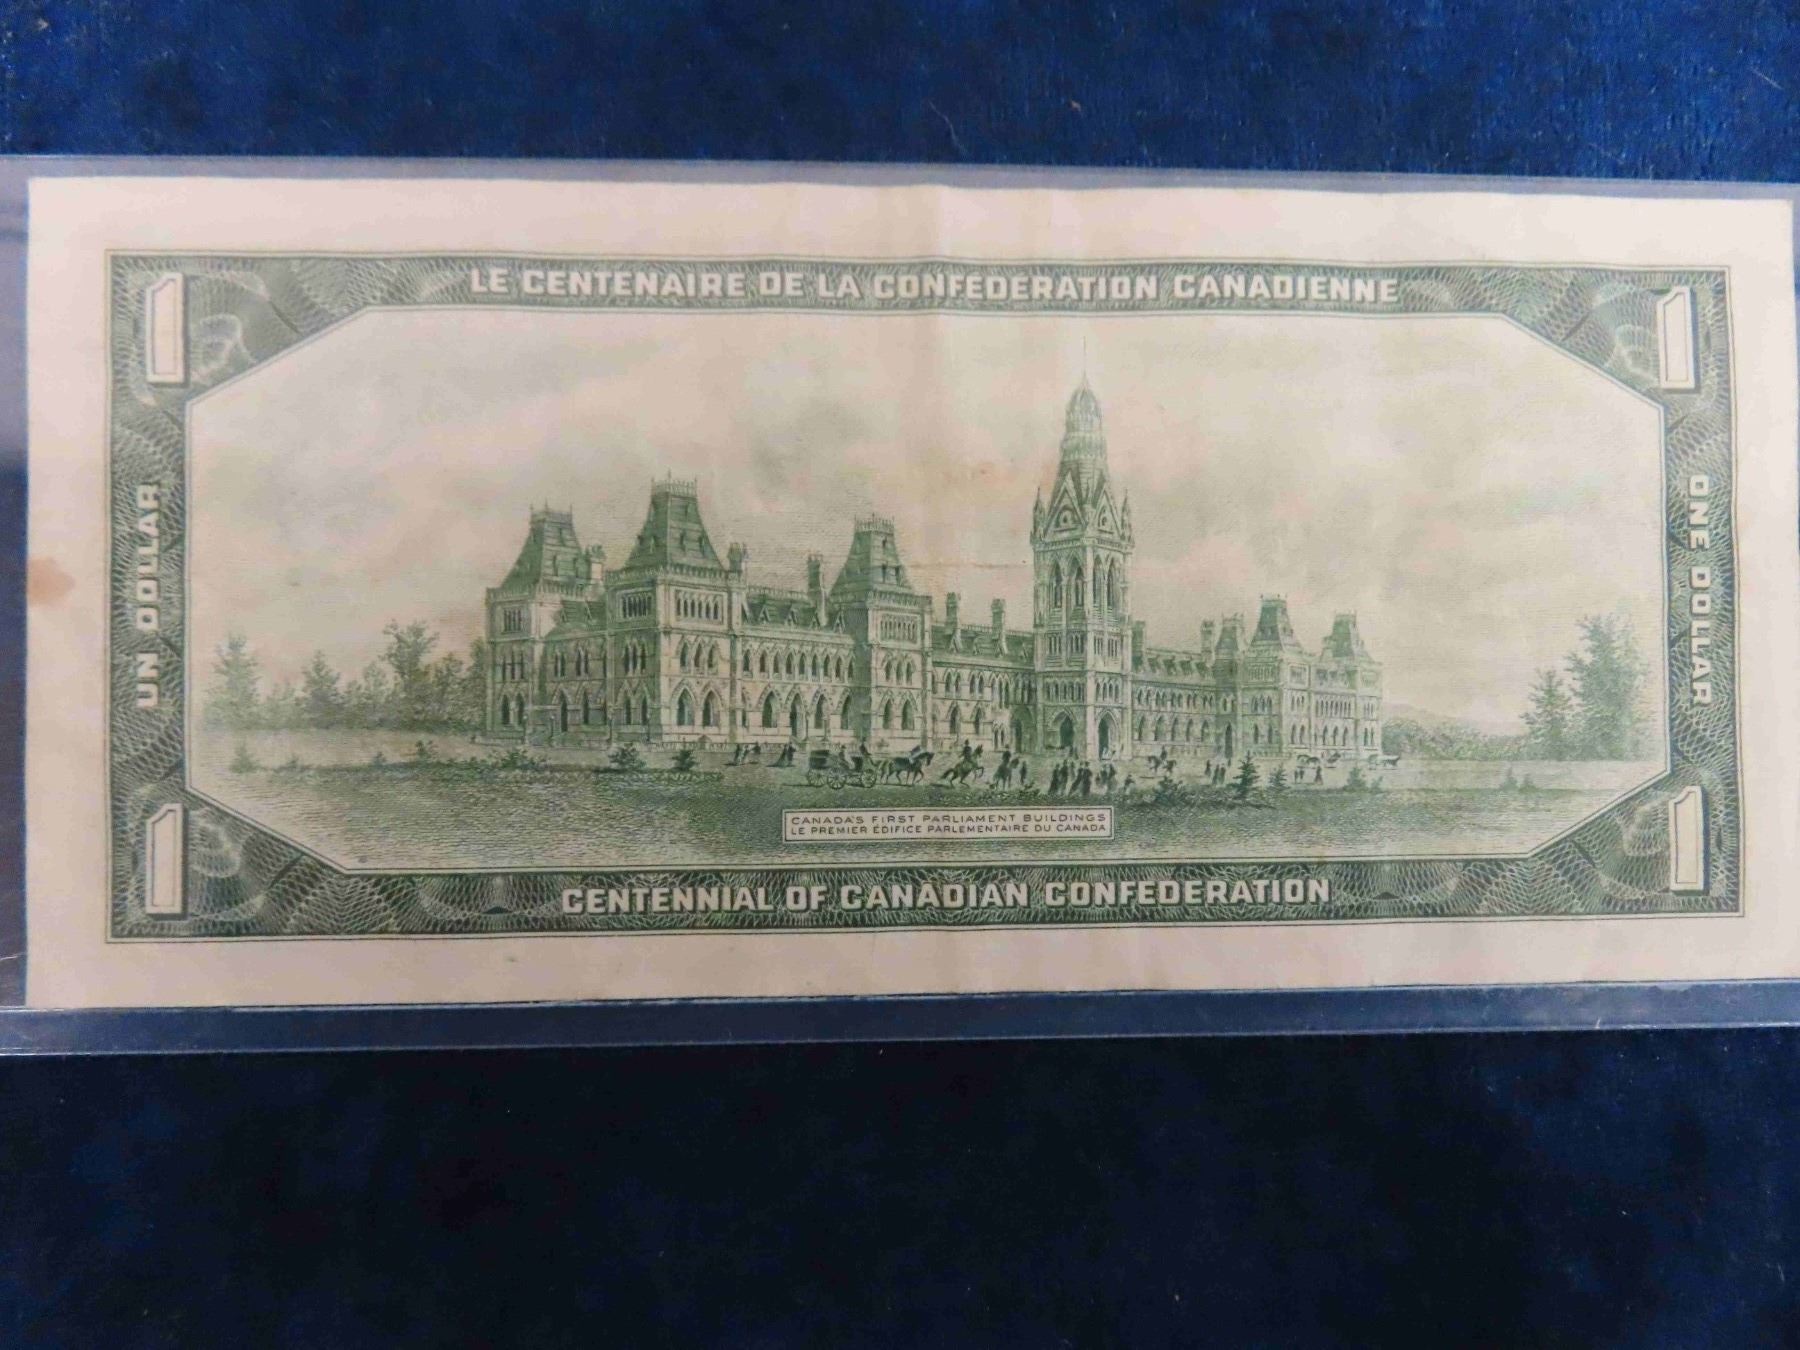 1
LE CENTENAIRE DE LA CONFEDERATION CANADIENNE
1
UN DOLLAR
ONE DOLLAR
CANADA'S FIRST PARLIAMENT BUILDINGS
LE PREMIER ÉDIFICE PARLEMENTAIRE DU CANADA
1
CENTENNIAL OF CANADIAN CONFEDERATION
1